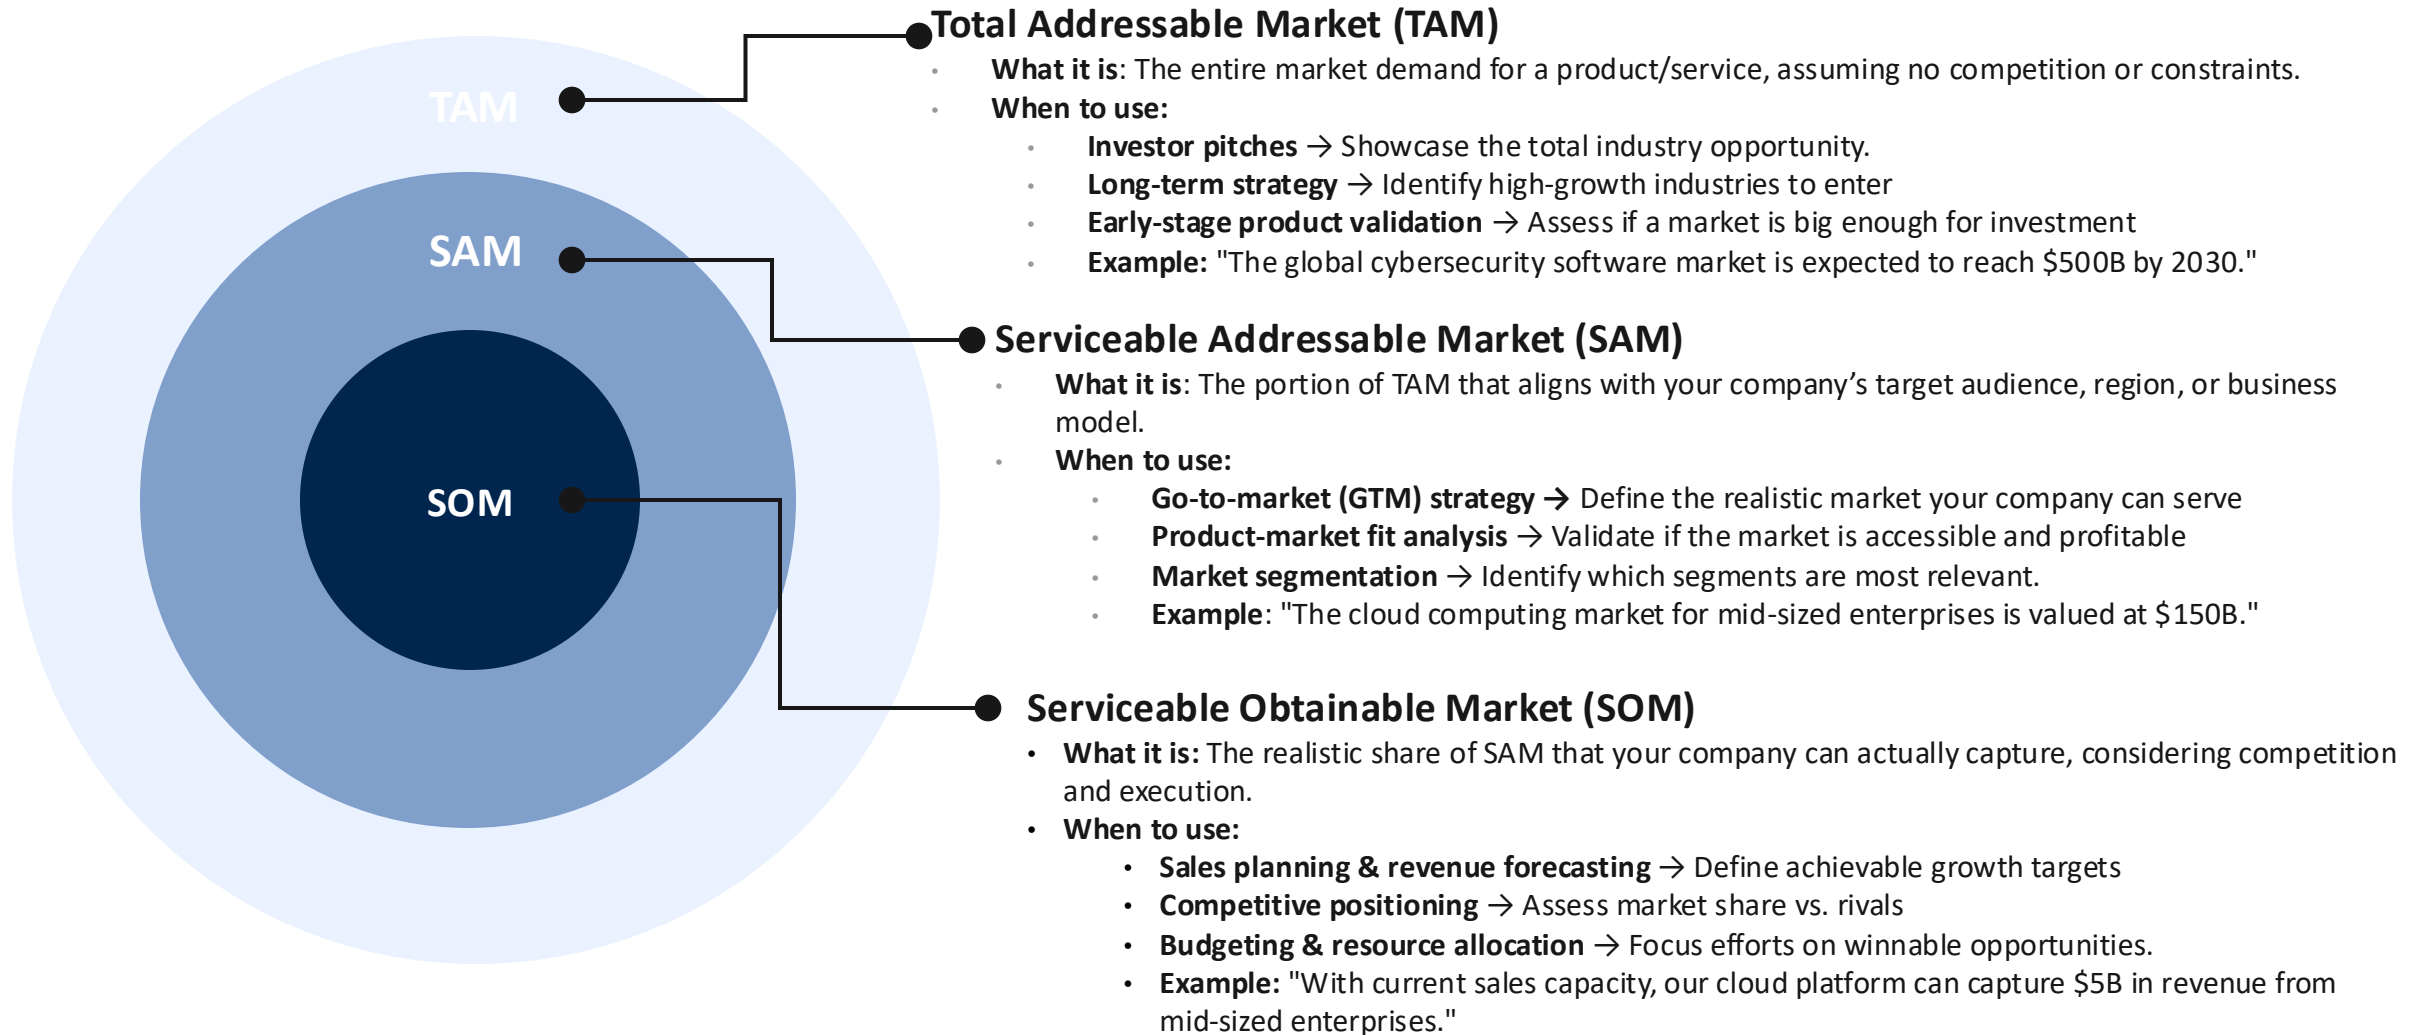 TAM
SAM
SOM
Total Addressable Market (TAM)
• What it is: The entire market demand for a product/service, assuming no competition or constraints.
• When to use:
• Investor pitches → Showcase the total industry opportunity.
• Long-term strategy → Identify high-growth industries to enter
• Early-stage product validation → Assess if a market is big enough for investment
• Example: "The global cybersecurity software market is expected to reach $500B by 2030."
Serviceable Addressable Market (SAM)
• What it is: The portion of TAM that aligns with your company’s target audience, region, or business
model.
• When to use:
• Go-to-market (GTM) strategy → Define the realistic market your company can serve
• Product-market fit analysis → Validate if the market is accessible and profitable
• Market segmentation → Identify which segments are most relevant.
• Example: "The cloud computing market for mid-sized enterprises is valued at $150B."
Serviceable Obtainable Market (SOM)
• What it is: The realistic share of SAM that your company can actually capture, considering competition
and execution.
• When to use:
• Sales planning & revenue forecasting → Define achievable growth targets
• Competitive positioning → Assess market share vs. rivals
• Budgeting & resource allocation → Focus efforts on winnable opportunities.
• Example: "With current sales capacity, our cloud platform can capture $5B in revenue from
mid-sized enterprises."